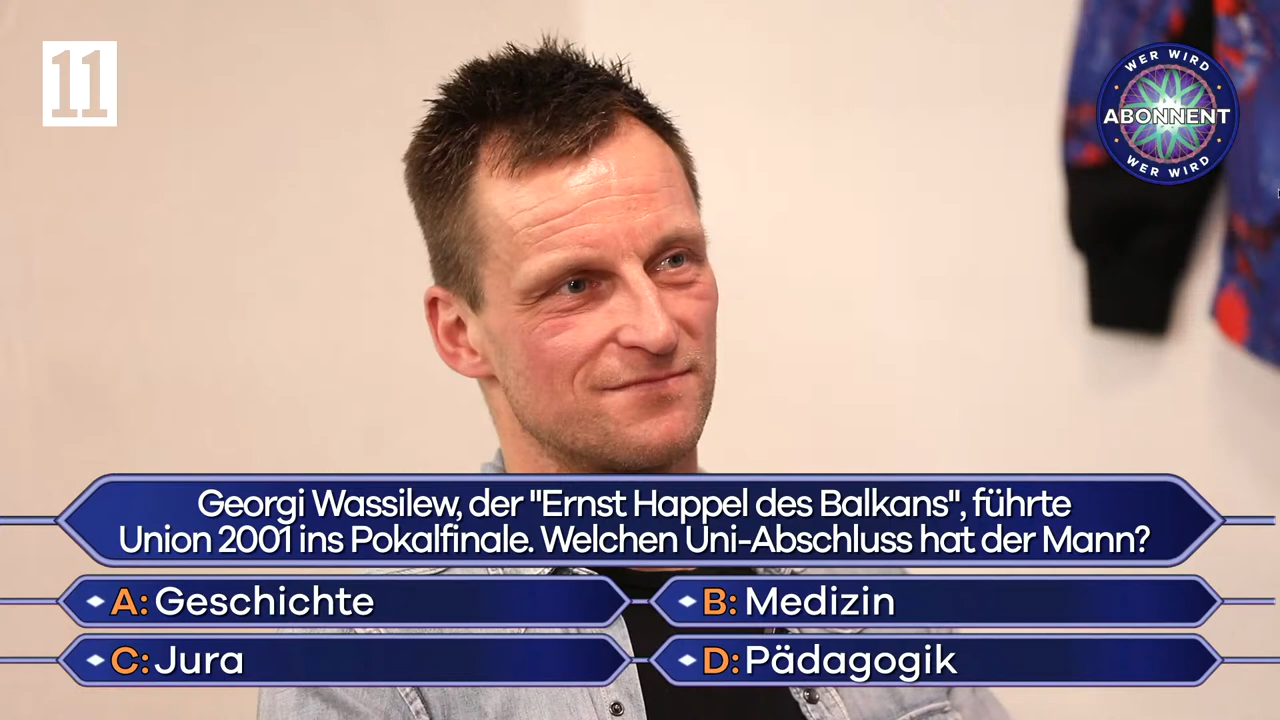 11
WER WIRD
ABONNENT
WER WIRD
Georgi Wassilew, der "Ernst Happel des Balkans", führte
Union 2001 ins Pokalfinale. Welchen Uni-Abschluss hat der Mann?
A: Geschichte
B: Medizin
C: Jura
D: Pädagogik